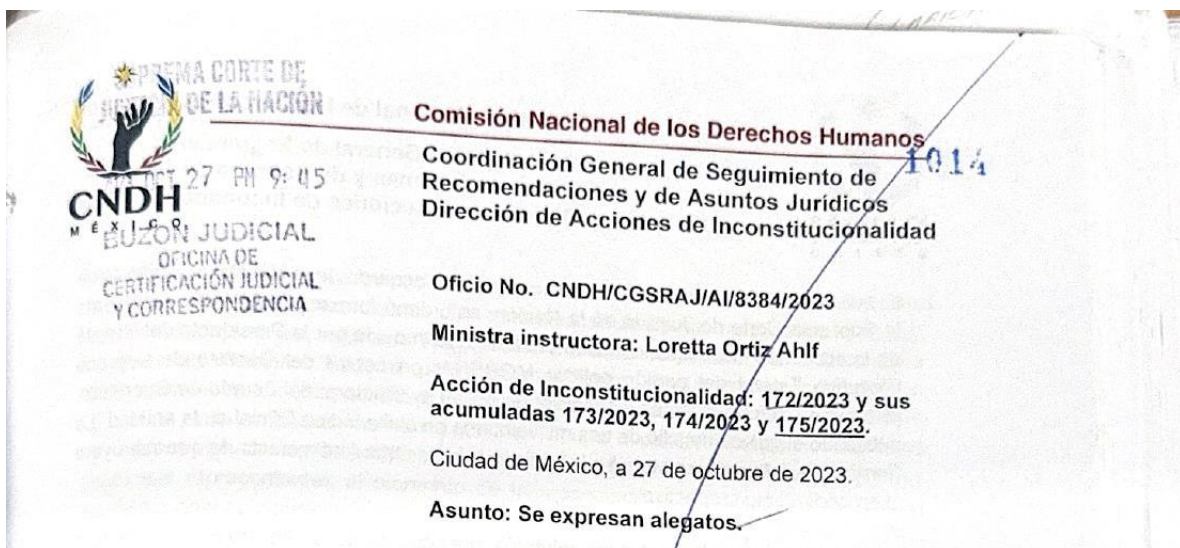 SUPREMA CORTE DE
JUSTICIA DE LA NACIÓN
OCT 27 PM 9:45
CNDH
MÉXICO
BUZÓN JUDICIAL
OFICINA DE
CERTIFICACIÓN JUDICIAL
Y CORRESPONDENCIA
Comisión Nacional de los Derechos Humanos
1014
Coordinación General de Seguimiento de
Recomendaciones y de Asuntos Jurídicos
Dirección de Acciones de Inconstitucionalidad
Oficio No. CNDH/CGSRAJ/AI/8384/2023
Ministra instructora: Loretta Ortiz Ahlf
Acción de Inconstitucionalidad: 172/2023 y sus
acumuladas 173/2023, 174/2023 y 175/2023.
Ciudad de México, a 27 de octubre de 2023.
Asunto: Se expresan alegatos.